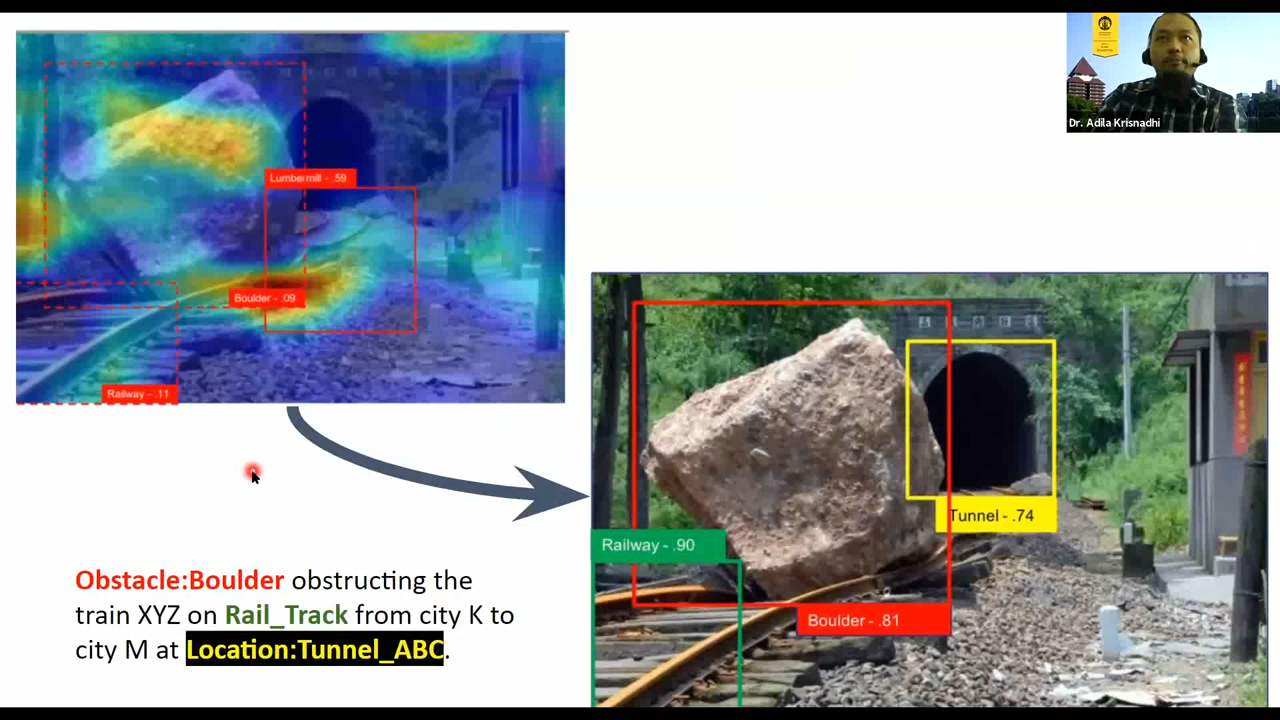 Dr. Adila Krisnadhi
Lumbermill - .59
Boulder - .09
Railway - .11
Tunnel - .74
Railway - .90
Boulder - .81
Obstacle:Boulder obstructing the
train XYZ on Rail_Track from city K to
city M at Location:Tunnel_ABC.